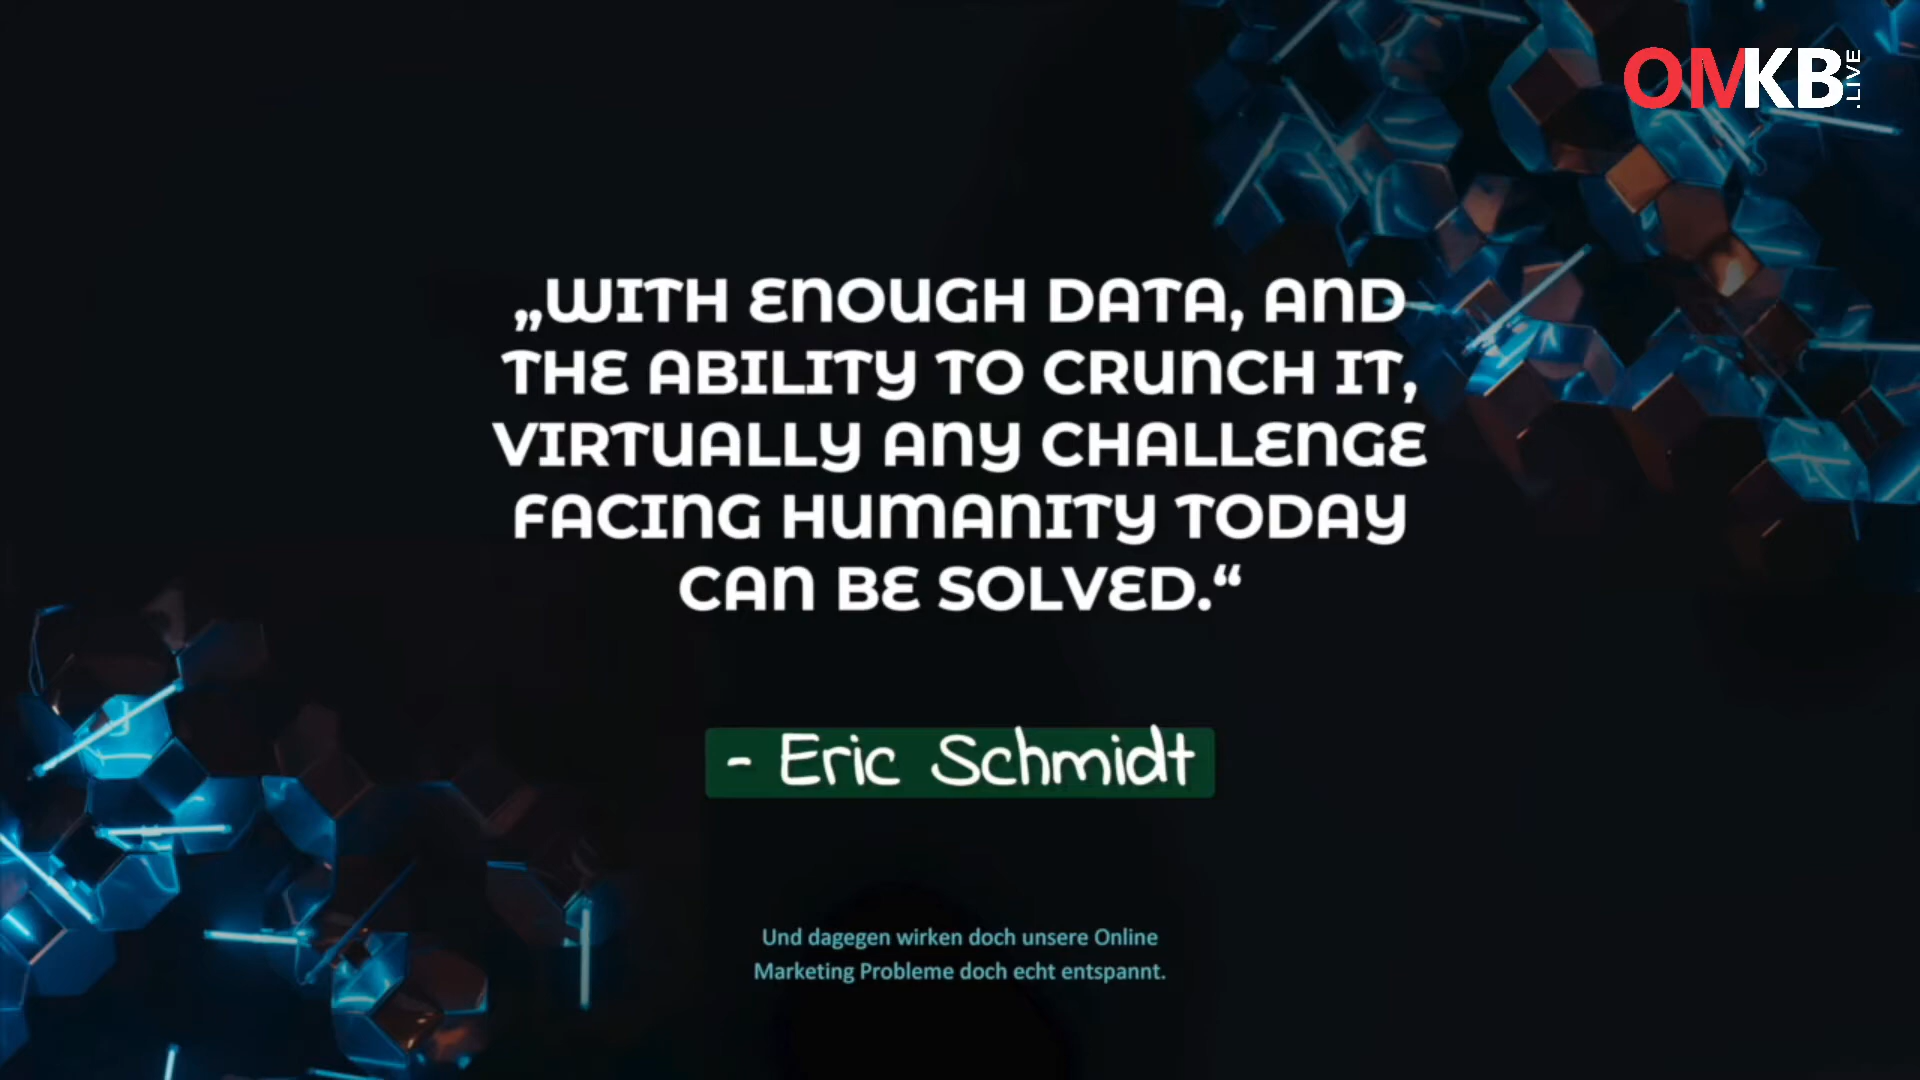 OMKB.LIVE
„WITH ENOUGH DATA, AND
THE ABILITY TO CRUNCH IT,
VIRTUALLY ANY CHALLENGE
FACING HUMANITY TODAY
CAN BE SOLVED.“
- Eric Schmidt
Und dagegen wirken doch unsere Online
Marketing Probleme doch echt entspannt.